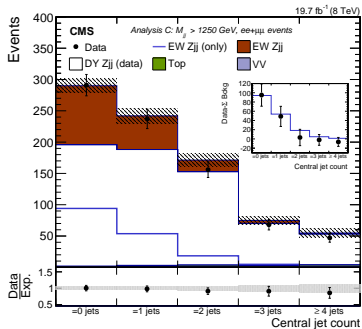 19.7 fb⁻¹ (8 TeV)
CMS
Analysis C: Mjj > 1250 GeV, ee+μμ events
Data
EW Zjj (only)
EW Zjj
DY Zjj (data)
Top
VV
Events
400
350
300
250
200
150
100
50
Data-Σ Bckg
120
100
80
60
40
20
0
-20
=0 jets
=1 jets
=2 jets
=3 jets
≥ 4 jets
Central jet count
Data
Exp.
1.5
1
0.5
=0 jets
=1 jets
=2 jets
=3 jets
≥ 4 jets
Central jet count